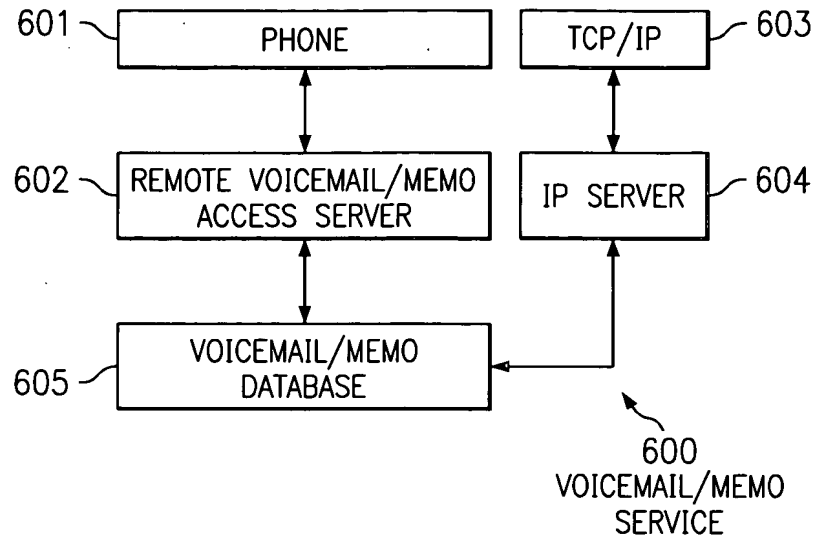 601
PHONE
TCP/IP
603
602
REMOTE VOICEMAIL/MEMO
ACCESS SERVER
IP SERVER
604
605
VOICEMAIL/MEMO
DATABASE
600
VOICEMAIL/MEMO
SERVICE